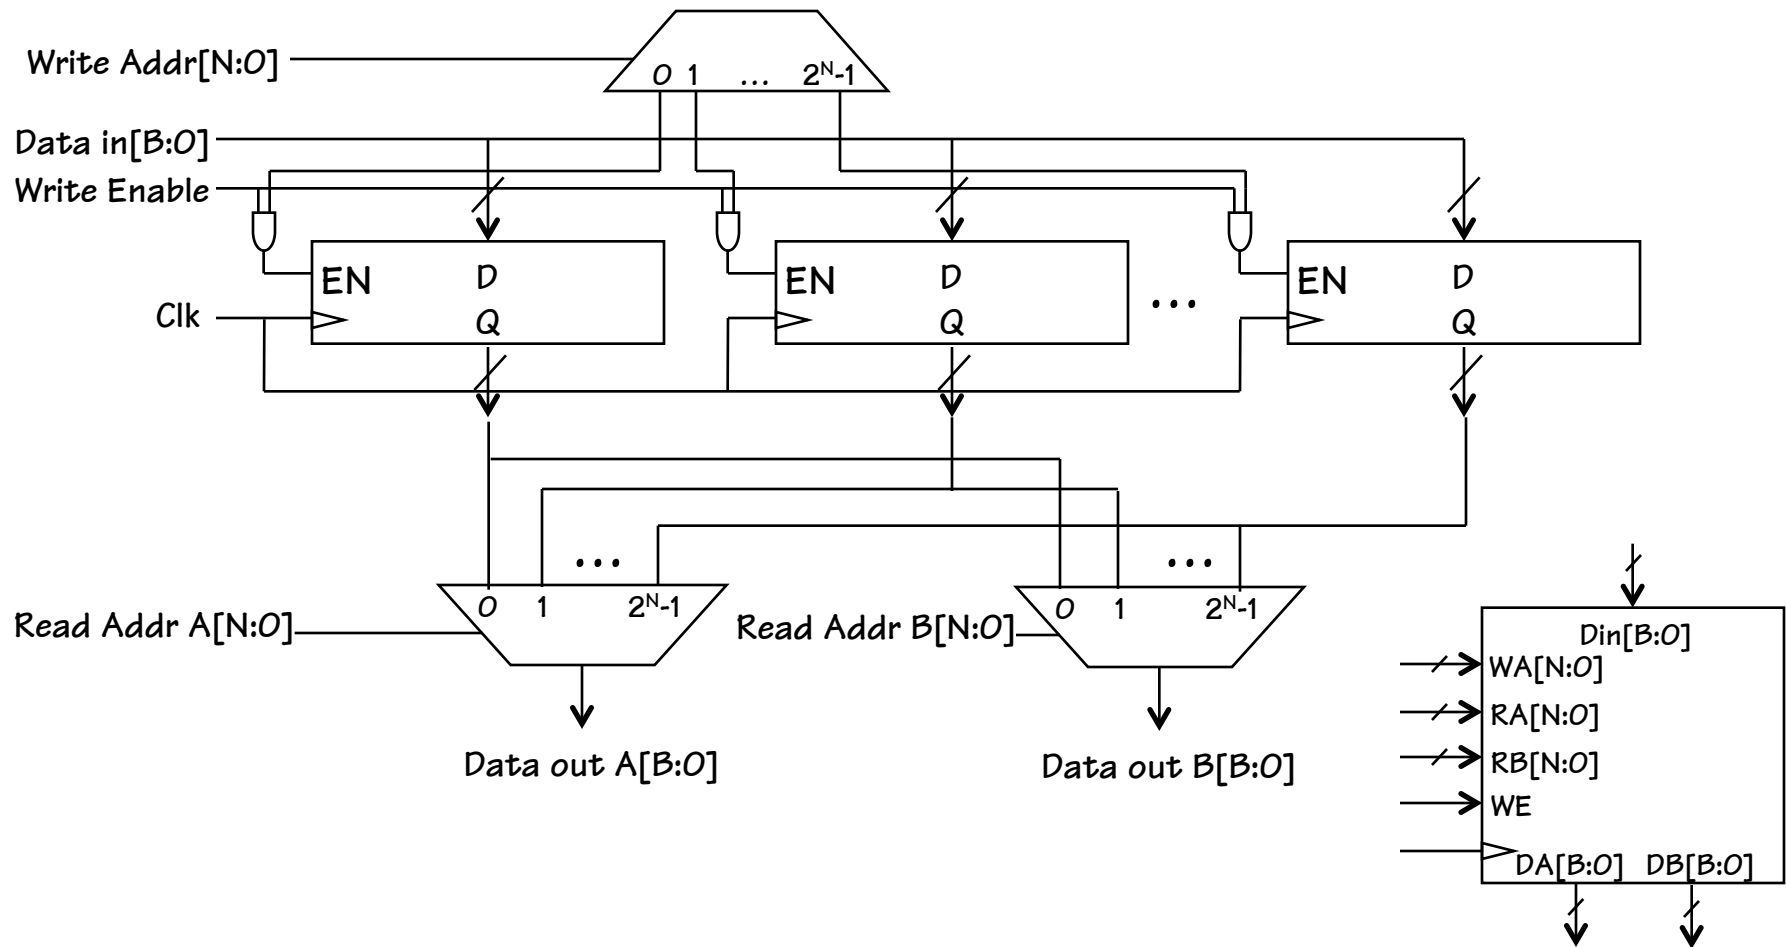 Write Addr[N:0]
0 1 ... 2ᴺ-1
Data in[B:0]
Write Enable
EN D
Q
EN D
Q
...
EN D
Q
Clk
...
0 1 2ᴺ-1
Read Addr A[N:0]
Data out A[B:0]
...
0 1 2ᴺ-1
Read Addr B[N:0]
Data out B[B:0]
Din[B:0]
WA[N:0]
RA[N:0]
RB[N:0]
WE
DA[B:0] DB[B:0]